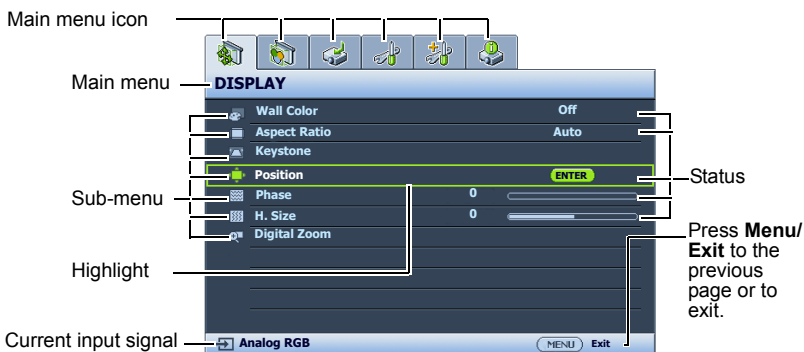 Main menu icon
Main menu
DISPLAY
Wall Color Off
Aspect Ratio Auto
Keystone
Position ENTER
Status
Sub-menu
Phase 0
H. Size 0
Digital Zoom
Highlight
Press Menu/
Exit to the
previous
page or to
exit.
Current input signal
Analog RGB
MENU Exit